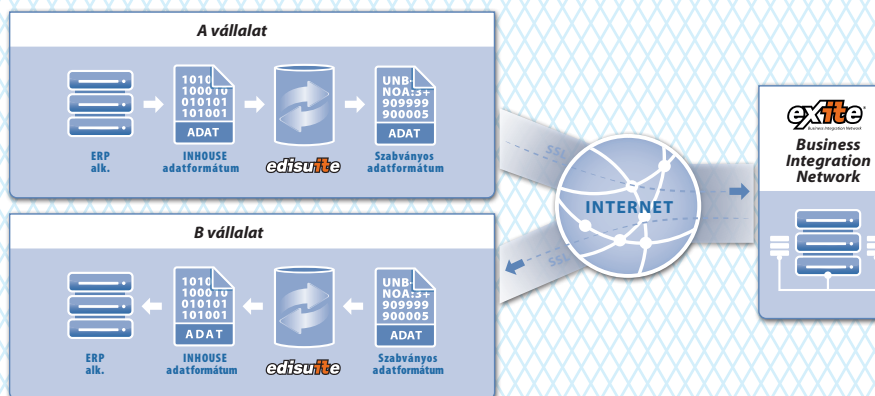 A vállalat
1010
100010
010101
101001
ADAT
UNB+
NOA:3+
909999
900005
ADAT
ERP
alk.
INHOUSE
adatformátum
edisuite
Szabványos
adatformátum
SSL
INTERNET
SSL
exite
Business Integration Network
Business
Integration
Network
B vállalat
1010
100010
010101
101001
ADAT
UNB+
NOA:3+
909999
900005
ADAT
ERP
alk.
INHOUSE
adatformátum
edisuite
Szabványos
adatformátum